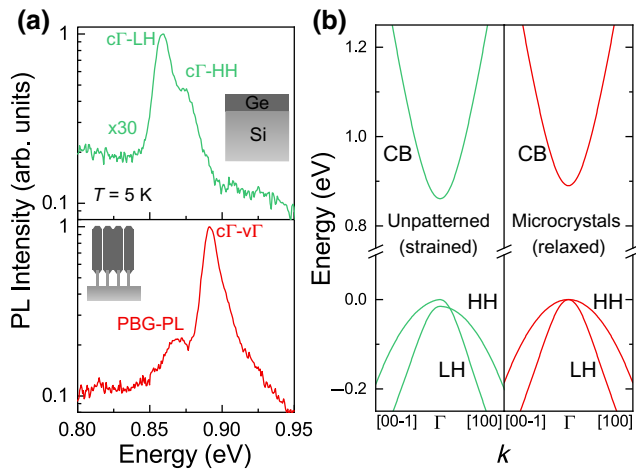 (a)
1
cΓ-LH
cΓ-HH
x30
Ge
Si
T = 5 K
0.1
1
cΓ-vΓ
PBG-PL
0.1
PL Intensity (arb. units)
0.80 0.85 0.90 0.95
Energy (eV)
(b)
1.2
1.0
0.8
0.0
−0.2
Energy (eV)
CB
CB
Unpatterned
(strained)
Microcrystals
(relaxed)
HH
LH
HH
LH
[00-1] Γ [100] [00-1] Γ [100]
k